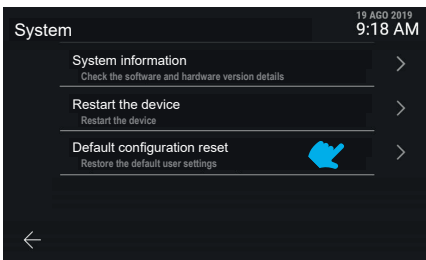 19 AGO 2019
System
9:18 AM
System information
Check the software and hardware version details
Restart the device
Restart the device
Default configuration reset
Restore the default user settings